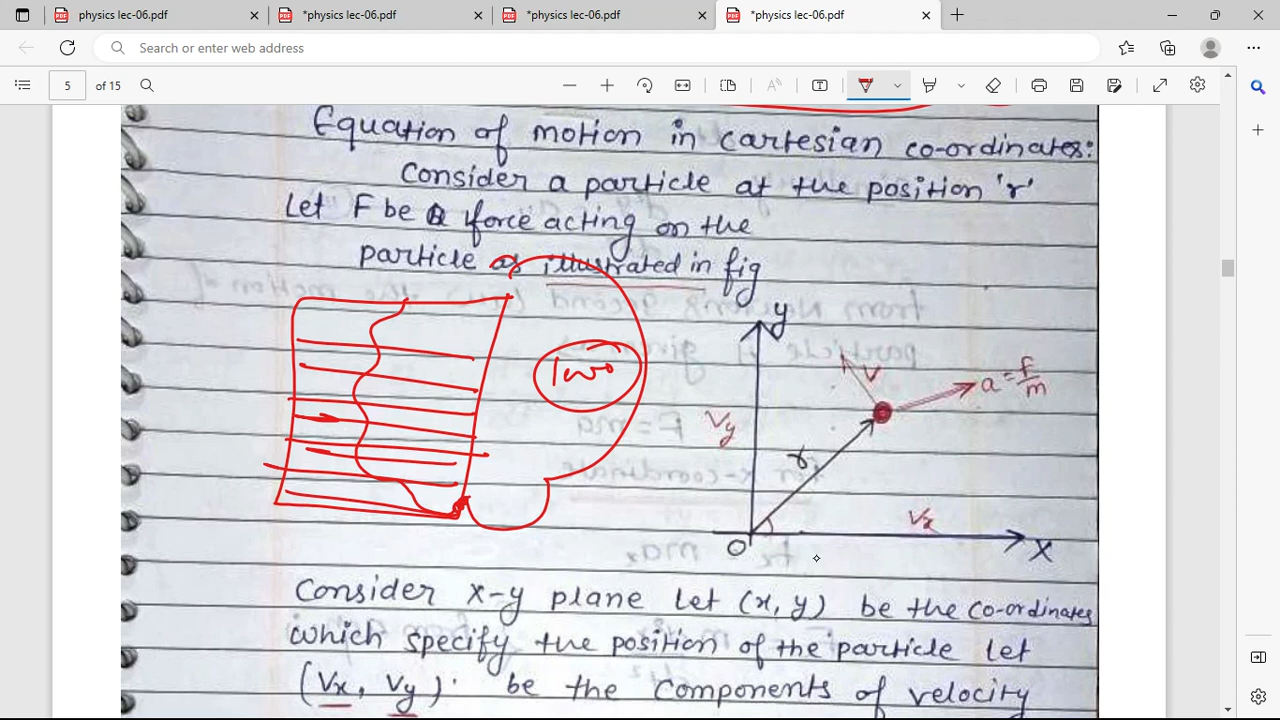 physics lec-06.pdf
*physics lec-06.pdf
*physics lec-06.pdf
*physics lec-06.pdf
Search or enter web address
5 of 15
Equation of motion in cartesian co-ordinates:
Consider a particle at the position 'r'
Let F be a force acting on the
particle as illustrated in fig
y
V
a = F/m
Vy
Two
r
Vx
O
X
Consider x-y plane Let (x, y) be the co-ordinates
which specify the position of the particle let
(Vx, Vy) be the components of velocity